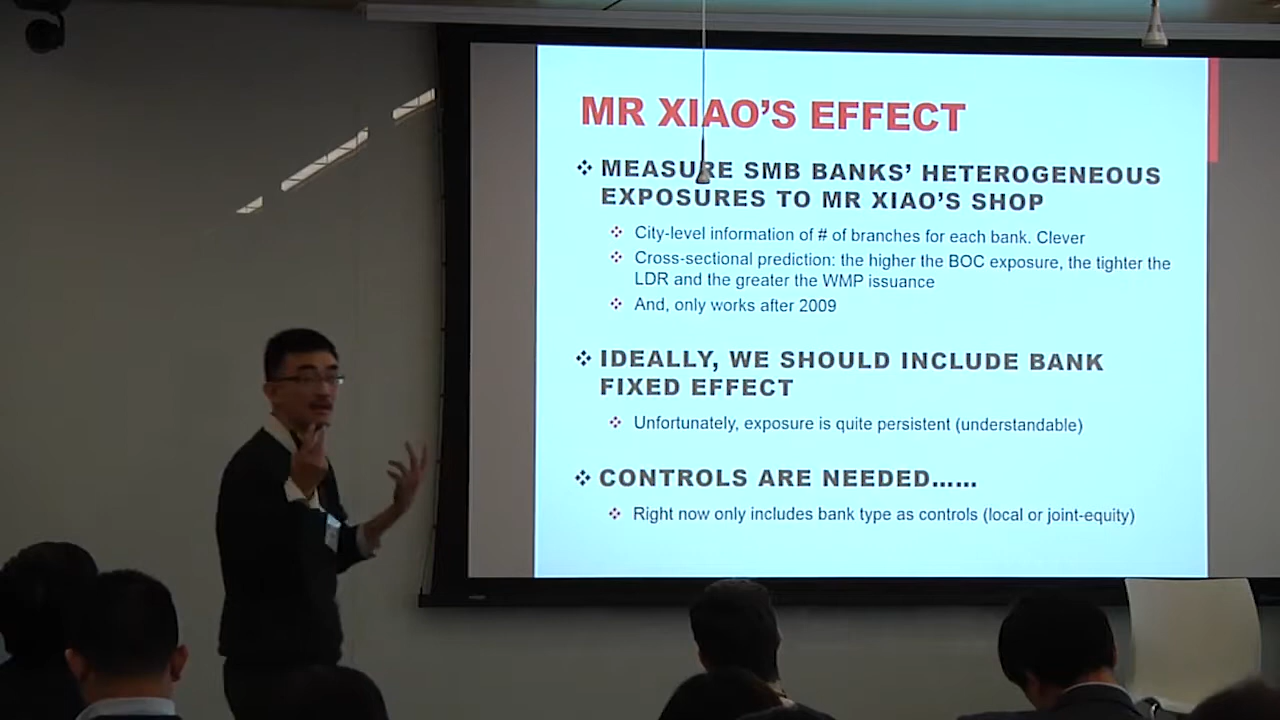 MR XIAO'S EFFECT
MEASURE SMB BANKS' HETEROGENEOUS
EXPOSURES TO MR XIAO'S SHOP
City-level information of # of branches for each bank. Clever
Cross-sectional prediction: the higher the BOC exposure, the tighter the
LDR and the greater the WMP issuance
And, only works after 2009
IDEALLY, WE SHOULD INCLUDE BANK
FIXED EFFECT
Unfortunately, exposure is quite persistent (understandable)
CONTROLS ARE NEEDED......
Right now only includes bank type as controls (local or joint-equity)